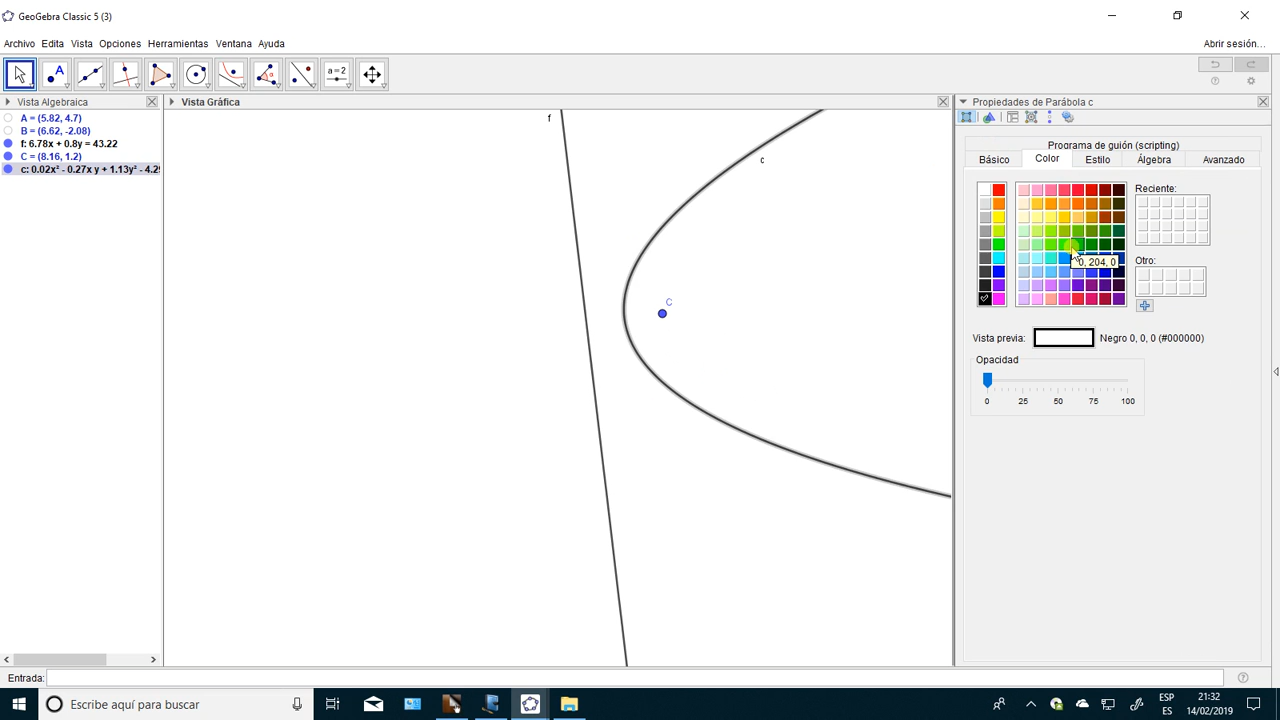 GeoGebra Classic 5 (3)
Archivo Edita Vista Opciones Herramientas Ventana Ayuda
Abrir sesión...
A
a=2
Vista Algebraica
Vista Gráfica
Propiedades de Parábola c
A = (5.82, 4.7)
B = (6.62, -2.08)
f: 6.78x + 0.8y = 43.22
C = (8.16, 1.2)
c: 0.02x² - 0.27x y + 1.13y² - 4.29
f
c
C
Programa de guión (scripting)
Básico Color Estilo Álgebra Avanzado
Reciente:
0, 204, 0
Otro:
Vista previa: Negro 0, 0, 0 (#000000)
Opacidad
0 25 50 75 100
Entrada:
Escribe aquí para buscar
ESP
ES
21:32
14/02/2019